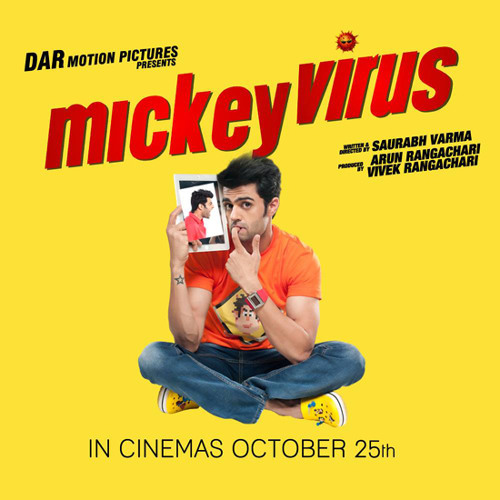 DAR MOTION PICTURES
PRESENTS
mickey virus
WRITTEN &
DIRECTED BY SAURABH VARMA
PRODUCED BY ARUN RANGACHARI
VIVEK RANGACHARI
IN CINEMAS OCTOBER 25th